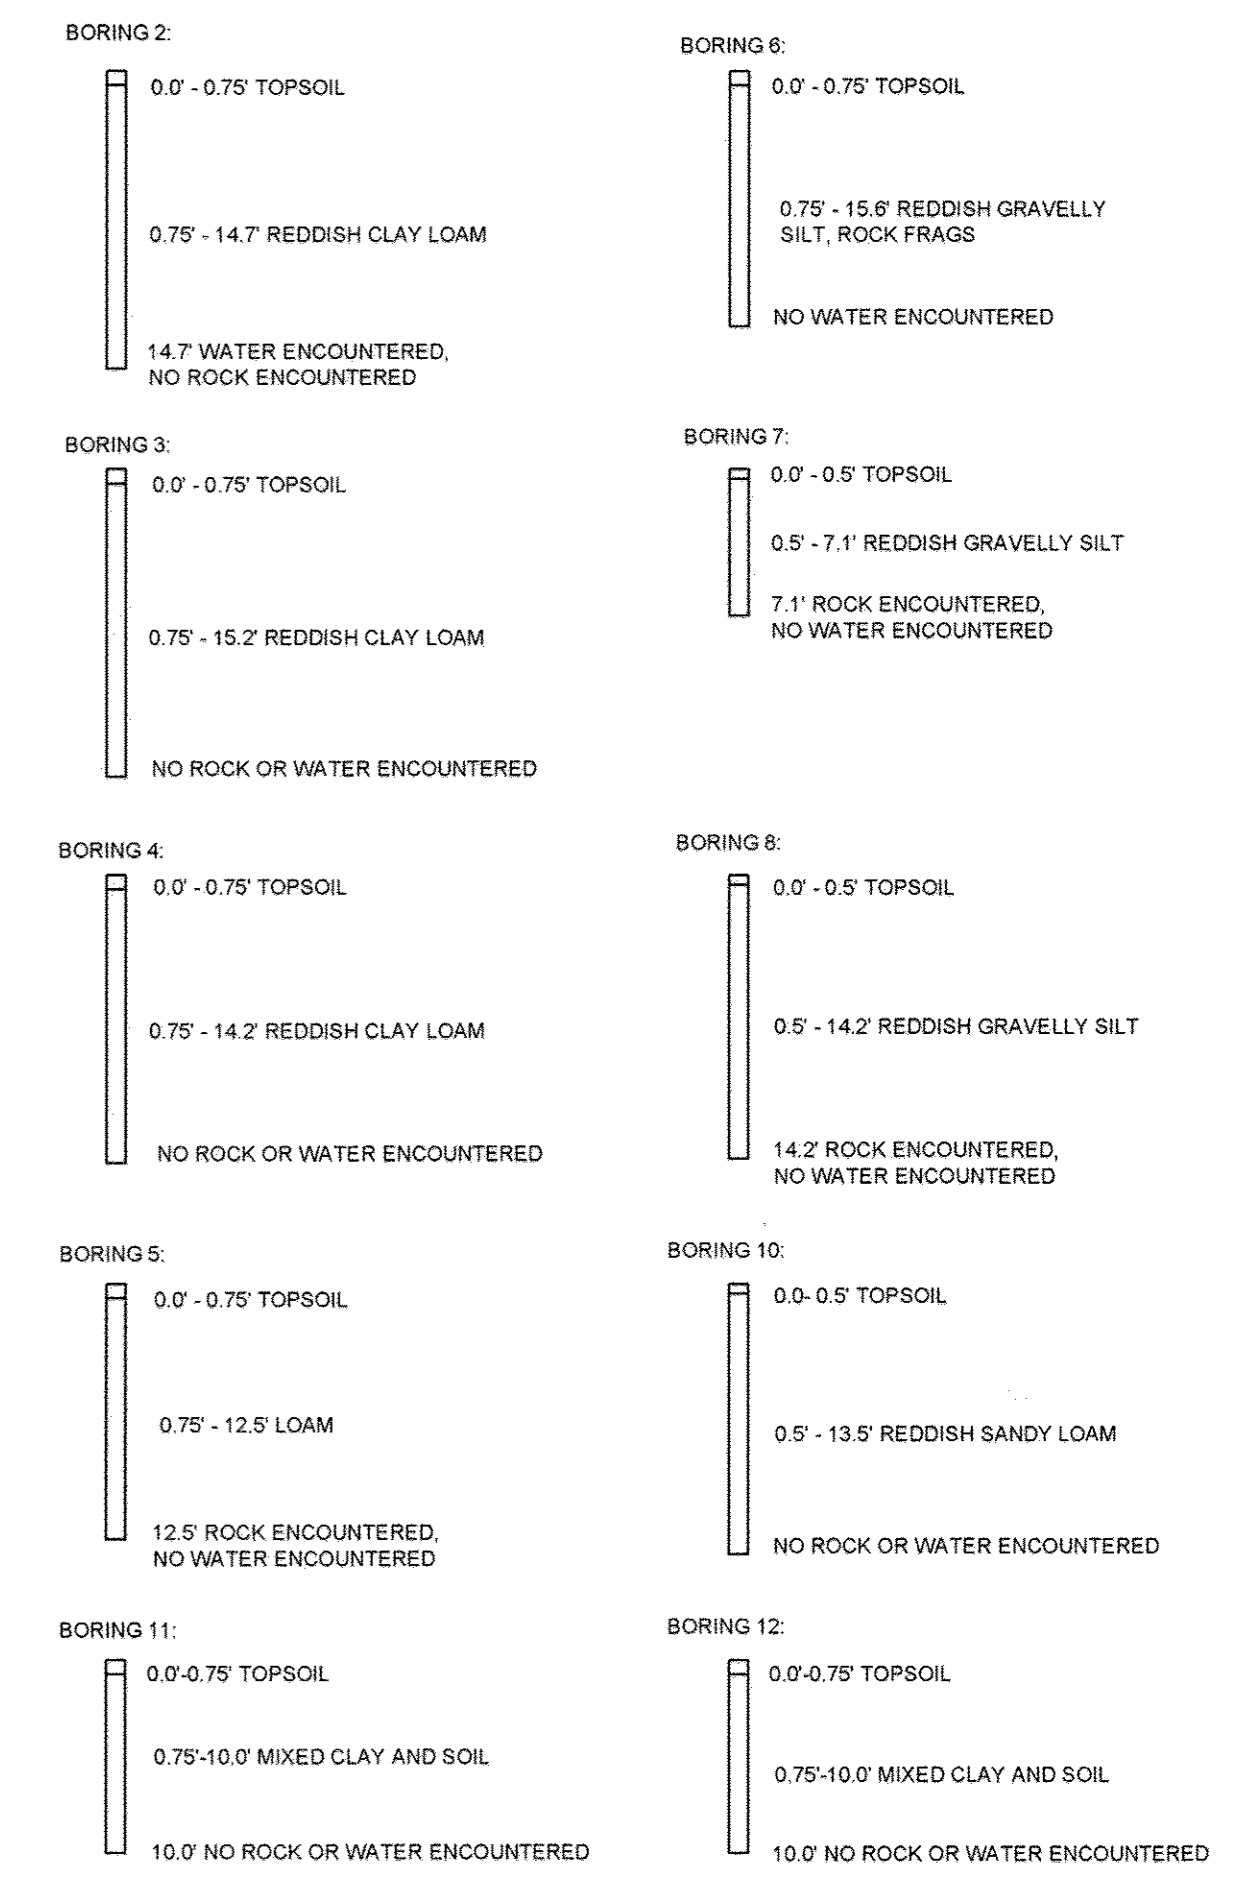 BORING 2:
0.0' - 0.75' TOPSOIL
0.75' - 14.7' REDDISH CLAY LOAM
14.7' WATER ENCOUNTERED,
NO ROCK ENCOUNTERED
BORING 6:
0.0' - 0.75' TOPSOIL
0.75' - 15.6' REDDISH GRAVELLY
SILT, ROCK FRAGS
NO WATER ENCOUNTERED
BORING 3:
0.0' - 0.75' TOPSOIL
0.75' - 15.2' REDDISH CLAY LOAM
NO ROCK OR WATER ENCOUNTERED
BORING 7:
0.0' - 0.5' TOPSOIL
0.5' - 7.1' REDDISH GRAVELLY SILT
7.1' ROCK ENCOUNTERED,
NO WATER ENCOUNTERED
BORING 4:
0.0' - 0.75' TOPSOIL
0.75' - 14.2' REDDISH CLAY LOAM
NO ROCK OR WATER ENCOUNTERED
BORING 8:
0.0' - 0.5' TOPSOIL
0.5' - 14.2' REDDISH GRAVELLY SILT
14.2' ROCK ENCOUNTERED,
NO WATER ENCOUNTERED
BORING 5:
0.0' - 0.75' TOPSOIL
0.75' - 12.5' LOAM
12.5' ROCK ENCOUNTERED,
NO WATER ENCOUNTERED
BORING 10:
0.0- 0.5' TOPSOIL
0.5' - 13.5' REDDISH SANDY LOAM
NO ROCK OR WATER ENCOUNTERED
BORING 11:
0.0'-0.75' TOPSOIL
0.75'-10.0' MIXED CLAY AND SOIL
10.0' NO ROCK OR WATER ENCOUNTERED
BORING 12:
0.0'-0.75' TOPSOIL
0.75'-10.0' MIXED CLAY AND SOIL
10.0' NO ROCK OR WATER ENCOUNTERED